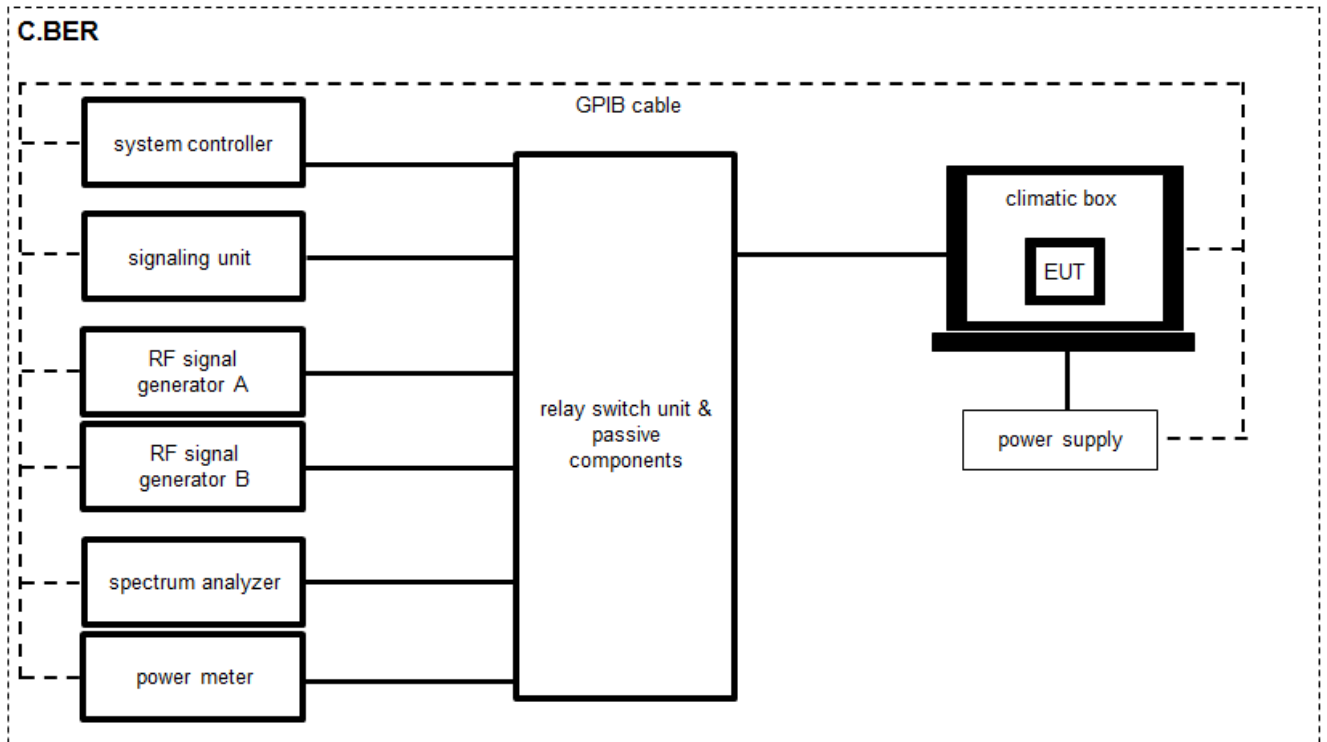 C.BER
GPIB cable
system controller
signaling unit
RF signal
generator A
RF signal
generator B
spectrum analyzer
power meter
relay switch unit &
passive
components
climatic box
EUT
power supply